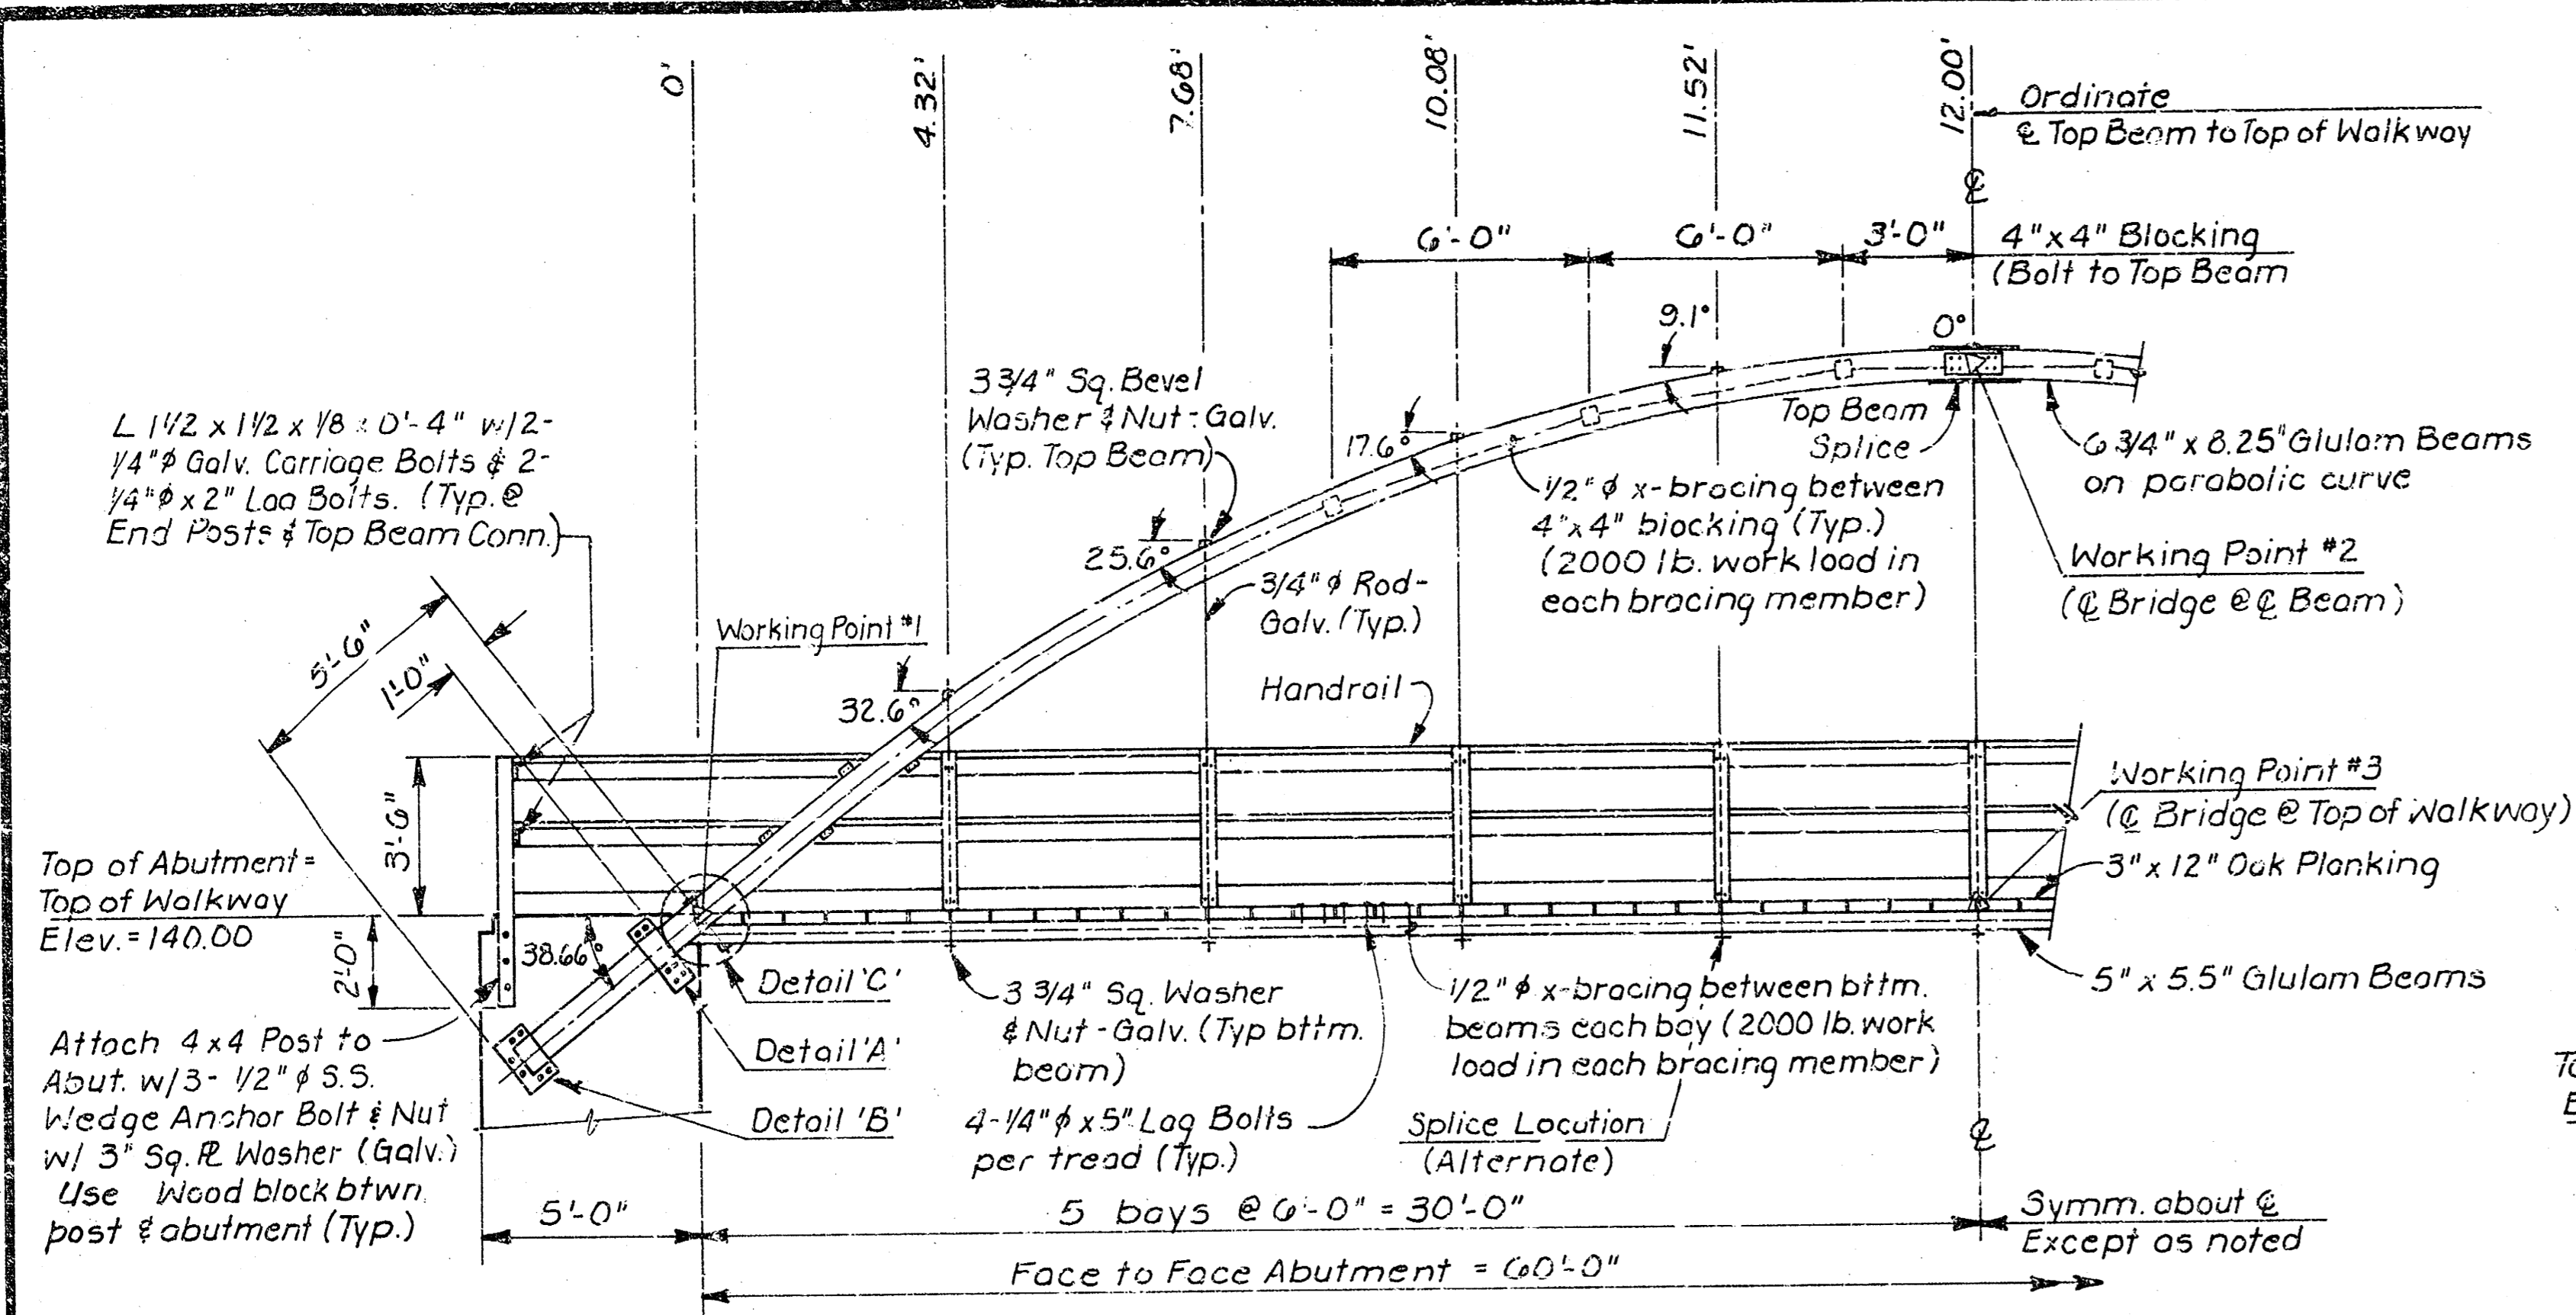 0'
4.32'
7.68'
10.08'
11.52'
12.00'
Ordinate
℄ Top Beam to Top of Walkway
℄
6'-0"
6'-0"
3'-0"
4"x4" Blocking
(Bolt to Top Beam
9.1°
0°
3 3/4" Sq. Bevel
Washer & Nut - Galv.
(Typ. Top Beam)
17.6°
Top Beam
Splice
6 3/4" x 8.25" Glulam Beams
on parabolic curve
L 1 1/2 x 1 1/2 x 1/8 x 0'-4" w/2-
1/4"ϕ Galv. Carriage Bolts & 2-
1/4"ϕ x 2" Lag Bolts. (Typ. @
End Posts & Top Beam Conn.)
25.6°
1/2" ϕ x-bracing between
4"x4" blocking (Typ.)
(2000 lb. work load in
each bracing member)
Working Point #2
(℄ Bridge @ ℄ Beam)
3/4" ϕ Rod-
Galv. (Typ.)
5'-6"
1'-0"
Working Point #1
32.6°
Handrail
3'-6"
Working Point #3
(℄ Bridge @ Top of Walkway)
3" x 12" Oak Planking
Top of Abutment =
Top of Walkway
Elev. = 140.00
2'-0"
38.66°
Detail 'C'
Detail 'A'
Detail 'B'
3 3/4" Sq. Washer
& Nut - Galv. (Typ bttm.
beam)
1/2" ϕ x-bracing between bttm.
beams each bay (2000 lb. work
load in each bracing member)
5" x 5.5" Glulam Beams
Attach 4x4 Post to
Abut. w/3- 1/2" ϕ S.S.
Wedge Anchor Bolt & Nut
w/ 3" Sq. ℞ Washer (Galv.)
Use Wood block btwn.
post & abutment (Typ.)
4-1/4" ϕ x 5" Lag Bolts
per tread (Typ.)
Splice Location
(Alternate)
℄
5'-0"
5 bays @ 6'-0" = 30'-0"
Symm. about ℄
Except as noted
Face to Face Abutment = 60'-0"